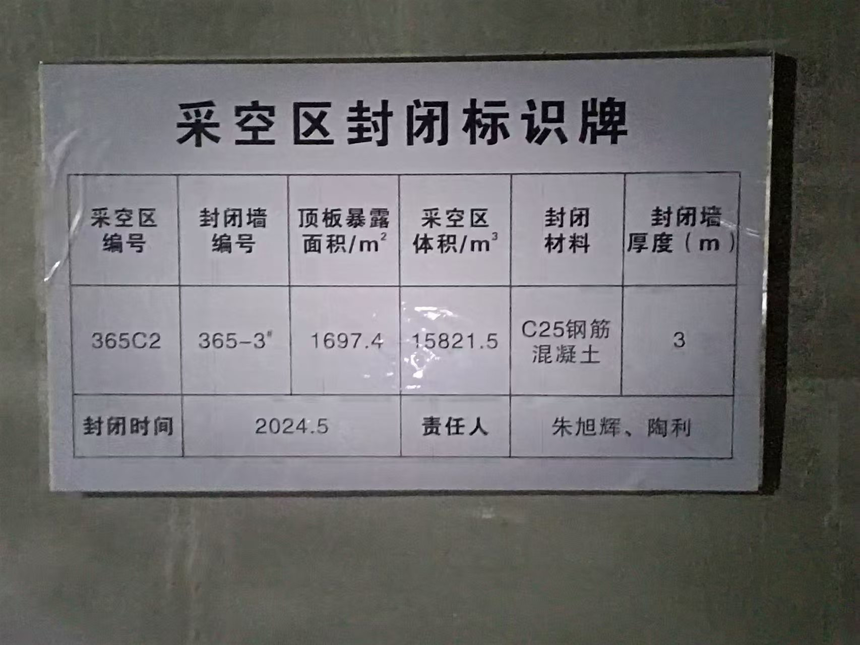 采空区封闭标识牌
采空区编号 封闭墙编号 顶板暴露面积/m² 采空区体积/m³ 封闭材料 封闭墙厚度（m）
365C2 365-3# 1697.4 15821.5 C25钢筋混凝土 3
封闭时间 2024.5 责任人 朱旭辉、陶利